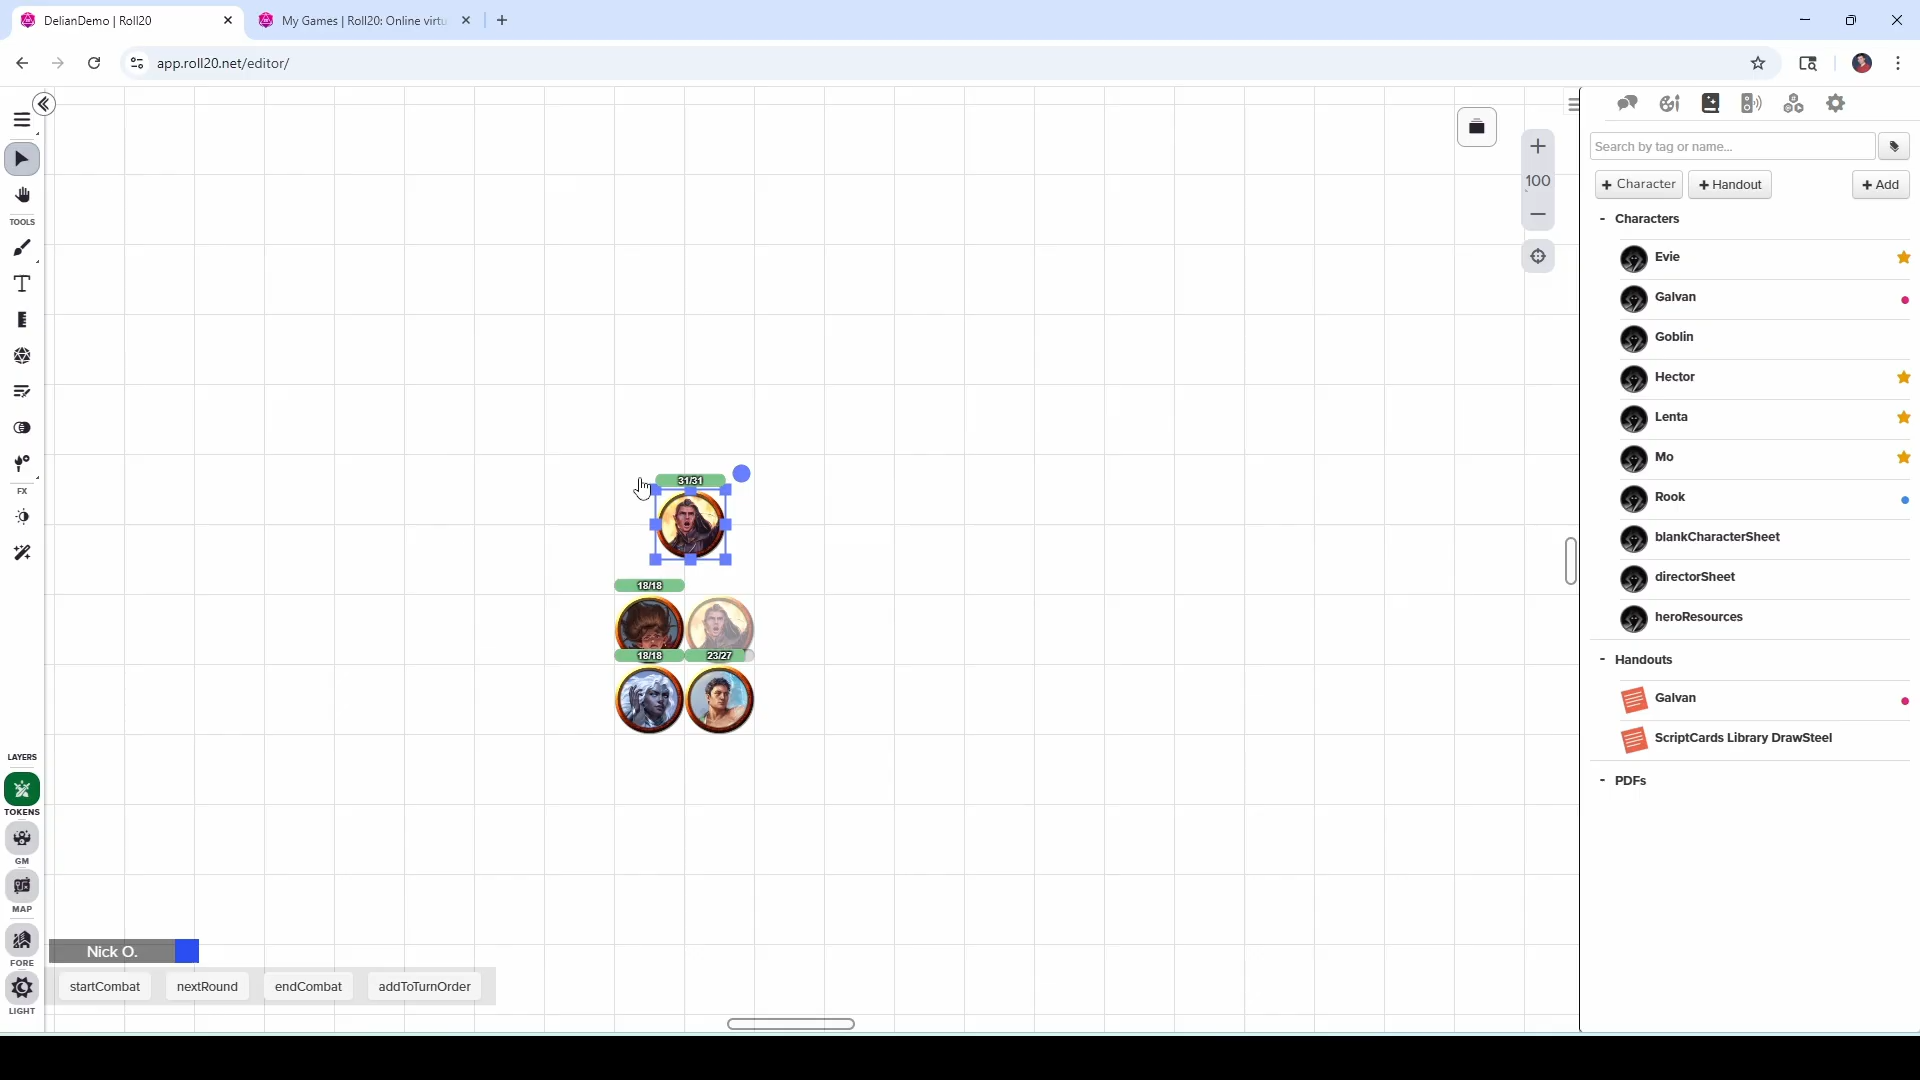 DelianDemo | Roll20
My Games | Roll20: Online virtu
app.roll20.net/editor/
TOOLS
FX
LAYERS
TOKENS
GM
MAP
FORE
LIGHT
31/31
18/18
18/18
23/27
Nick O.
startCombat
nextRound
endCombat
addToTurnOrder
100
Search by tag or name...
+ Character
+ Handout
+ Add
- Characters
Evie
Galvan
Goblin
Hector
Lenta
Mo
Rook
blankCharacterSheet
directorSheet
heroResources
- Handouts
Galvan
ScriptCards Library DrawSteel
- PDFs